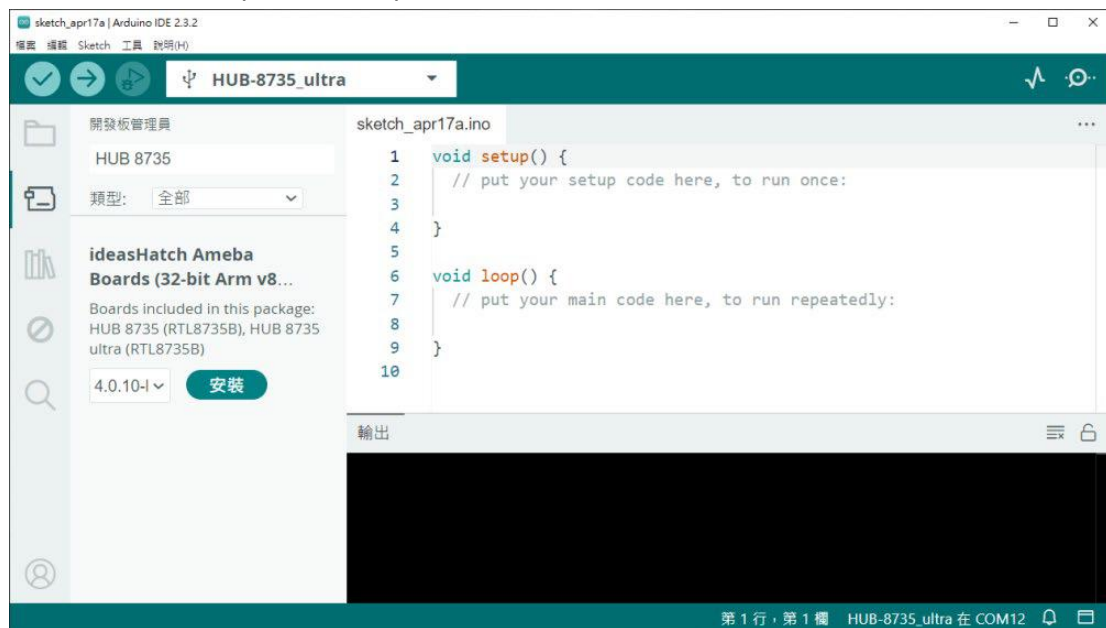 sketch_apr17a | Arduino IDE 2.3.2
檔案 編輯 Sketch 工具 說明(H)
HUB-8735_ultra
開發板管理員
HUB 8735
類型: 全部
ideasHatch Ameba
Boards (32-bit Arm v8...
Boards included in this package:
HUB 8735 (RTL8735B), HUB 8735
ultra (RTL8735B)
4.0.10-l 安裝
sketch_apr17a.ino
1 void setup() {
2 // put your setup code here, to run once:
3
4 }
5
6 void loop() {
7 // put your main code here, to run repeatedly:
8
9 }
10
輸出
第 1 行，第 1 欄 HUB-8735_ultra 在 COM12